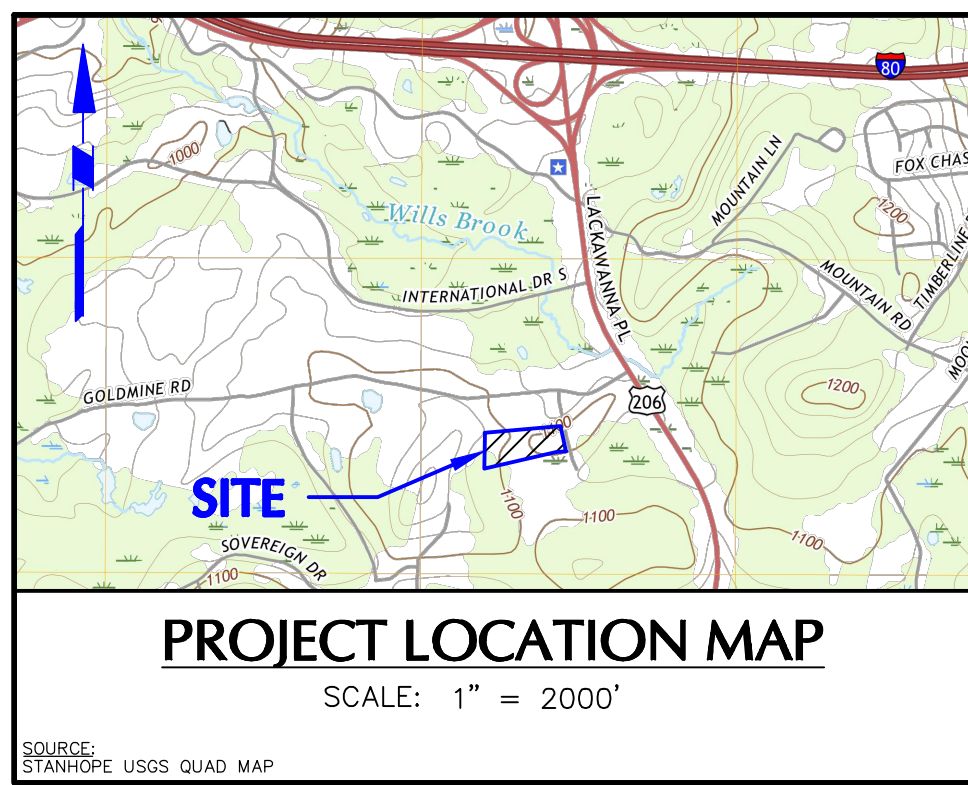 80
1000
MOUNTAIN LN
FOX CHAS
Wills Brook
LACKAWANNA PL
1200
TIMBERLINE
INTERNATIONAL DR S
MOUNTAIN RD
MOO
GOLDMINE RD
206
1200
00
SITE
1100
1100
1100
SOVEREIGN DR
1100
PROJECT LOCATION MAP
SCALE: 1" = 2000'
SOURCE:
STANHOPE USGS QUAD MAP